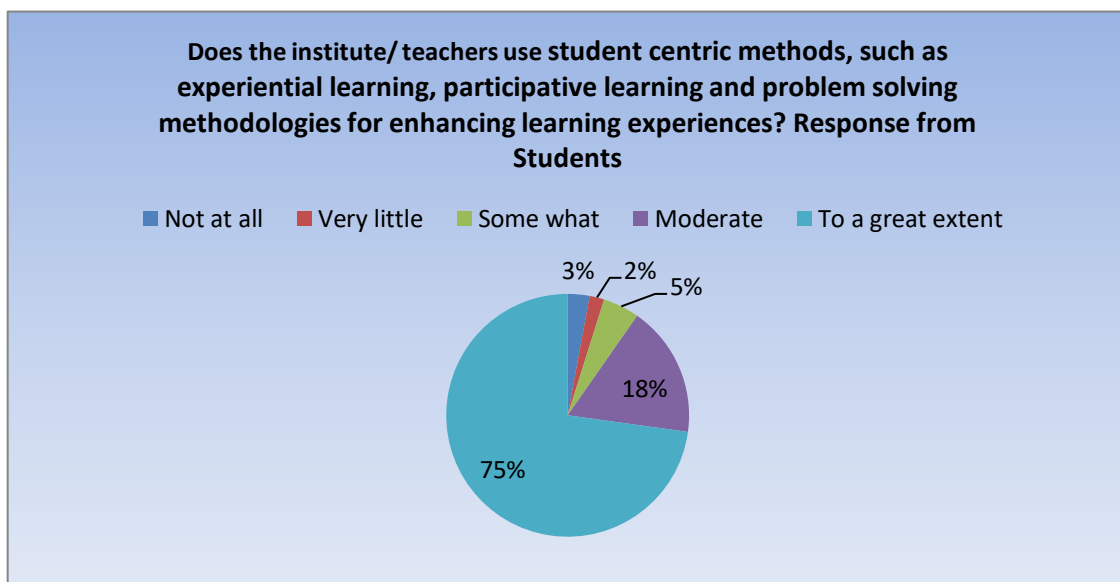 Does the institute/ teachers use student centric methods, such as
experiential learning, participative learning and problem solving
methodologies for enhancing learning experiences? Response from
Students
Not at all Very little Some what Moderate To a great extent
3% 2%
5%
18%
75%